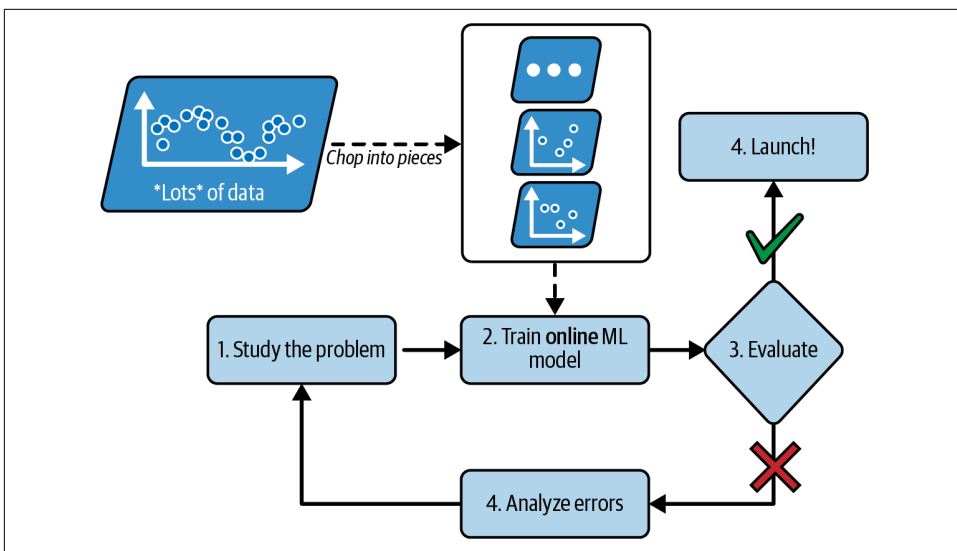 *Lots* of data
Chop into pieces
4. Launch!
1. Study the problem
2. Train online ML
model
3. Evaluate
4. Analyze errors